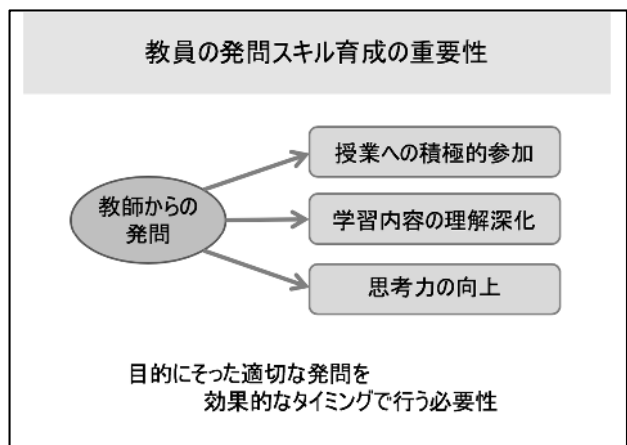 教員の発問スキル育成の重要性
教師からの
発問
授業への積極的参加
学習内容の理解深化
思考力の向上
目的にそった適切な発問を
効果的なタイミングで行う必要性